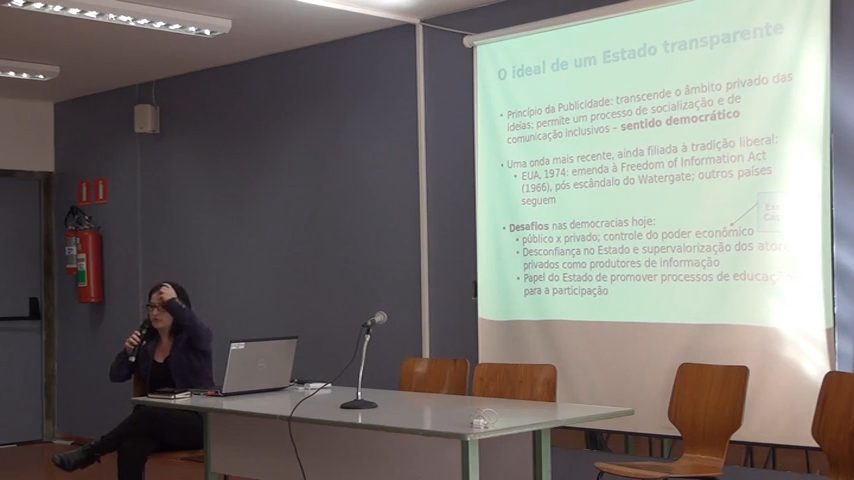 O ideal de um Estado transparente
• Princípio da Publicidade: transcende o âmbito privado das
ideias; permite um processo de socialização e de
comunicação inclusivos – sentido democrático
• Uma onda mais recente, ainda filiada à tradição liberal:
• EUA, 1974: emenda à Freedom of Information Act
(1966), pós escândalo do Watergate; outros países
seguem
• Desafios nas democracias hoje:
• público x privado; controle do poder econômico
• Desconfiança no Estado e supervalorização dos
privados como produtores de informação
• Papel do Estado de promover processos de
para a participação